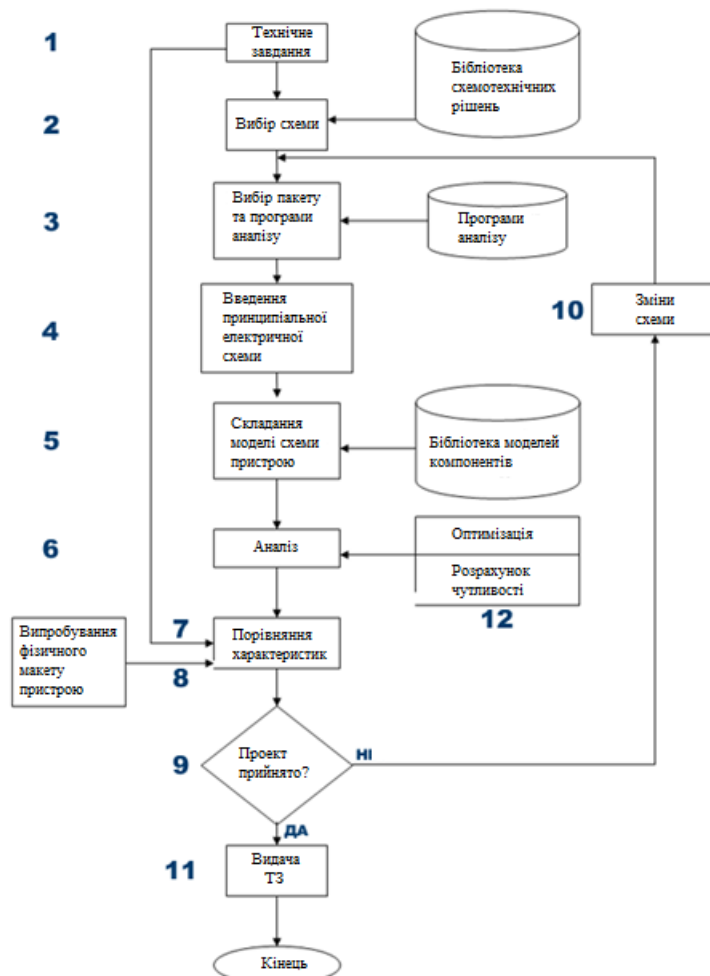 1
Технічне
завдання
Бібліотека
схемотехнічних
рішень
2
Вибір схеми
3
Вибір пакету
та програми
аналізу
Програми
аналізу
4
Введення
принципіальної
електричної
схеми
10
Зміни
схеми
5
Складання
моделі схеми
пристрою
Бібліотека моделей
компонентів
6
Аналіз
Оптимізація
Розрахунок
чутливості
12
Випробування
фізичного
макету
пристрою
7
8
Порівняння
характеристик
9
Проект
прийнято?
НІ
ДА
11
Видача
ТЗ
Кінець